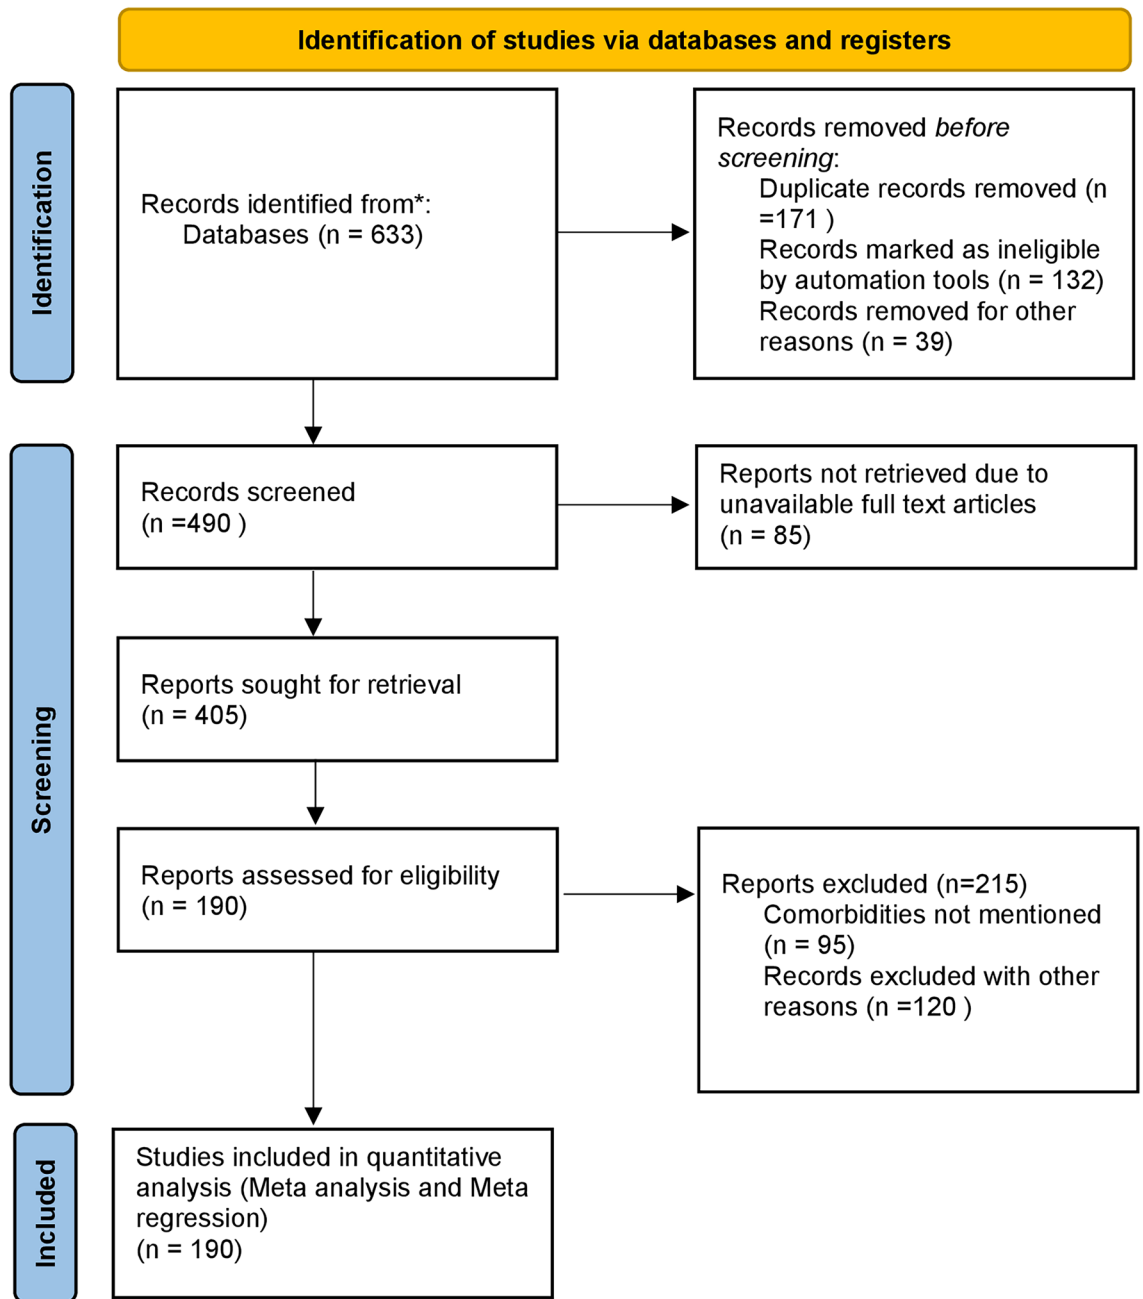 Identification of studies via databases and registers
Identification
Records identified from*:
Databases (n = 633)
Records removed before
screening:
Duplicate records removed (n
=171 )
Records marked as ineligible
by automation tools (n = 132)
Records removed for other
reasons (n = 39)
Screening
Records screened
(n =490 )
Reports not retrieved due to
unavailable full text articles
(n = 85)
Reports sought for retrieval
(n = 405)
Reports assessed for eligibility
(n = 190)
Reports excluded (n=215)
Comorbidities not mentioned
(n = 95)
Records excluded with other
reasons (n =120 )
Included
Studies included in quantitative
analysis (Meta analysis and Meta
regression)
(n = 190)